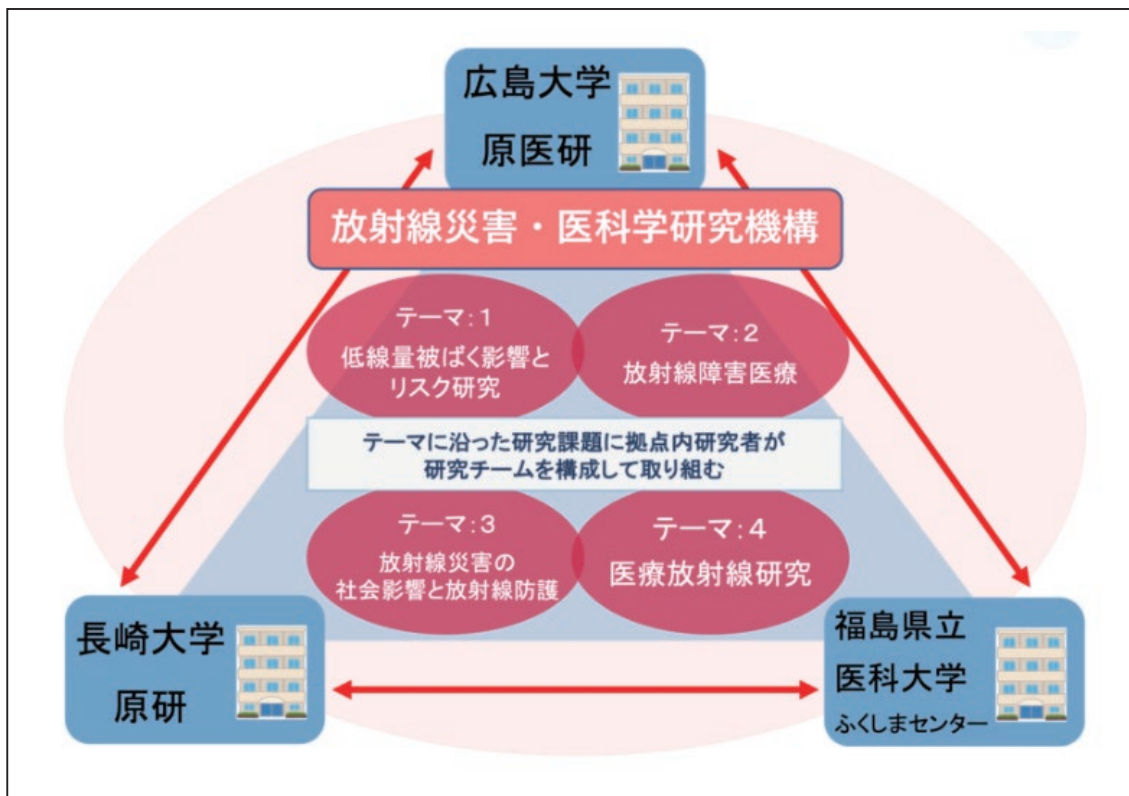 広島大学
原医研
放射線災害・医科学研究機構
テーマ:1
低線量被ばく影響と
リスク研究
テーマ:2
放射線障害医療
テーマに沿った研究課題に拠点内研究者が
研究チームを構成して取り組む
テーマ:3
放射線災害の
社会影響と放射線防護
テーマ:4
医療放射線研究
長崎大学
原研
福島県立
医科大学
ふくしまセンター